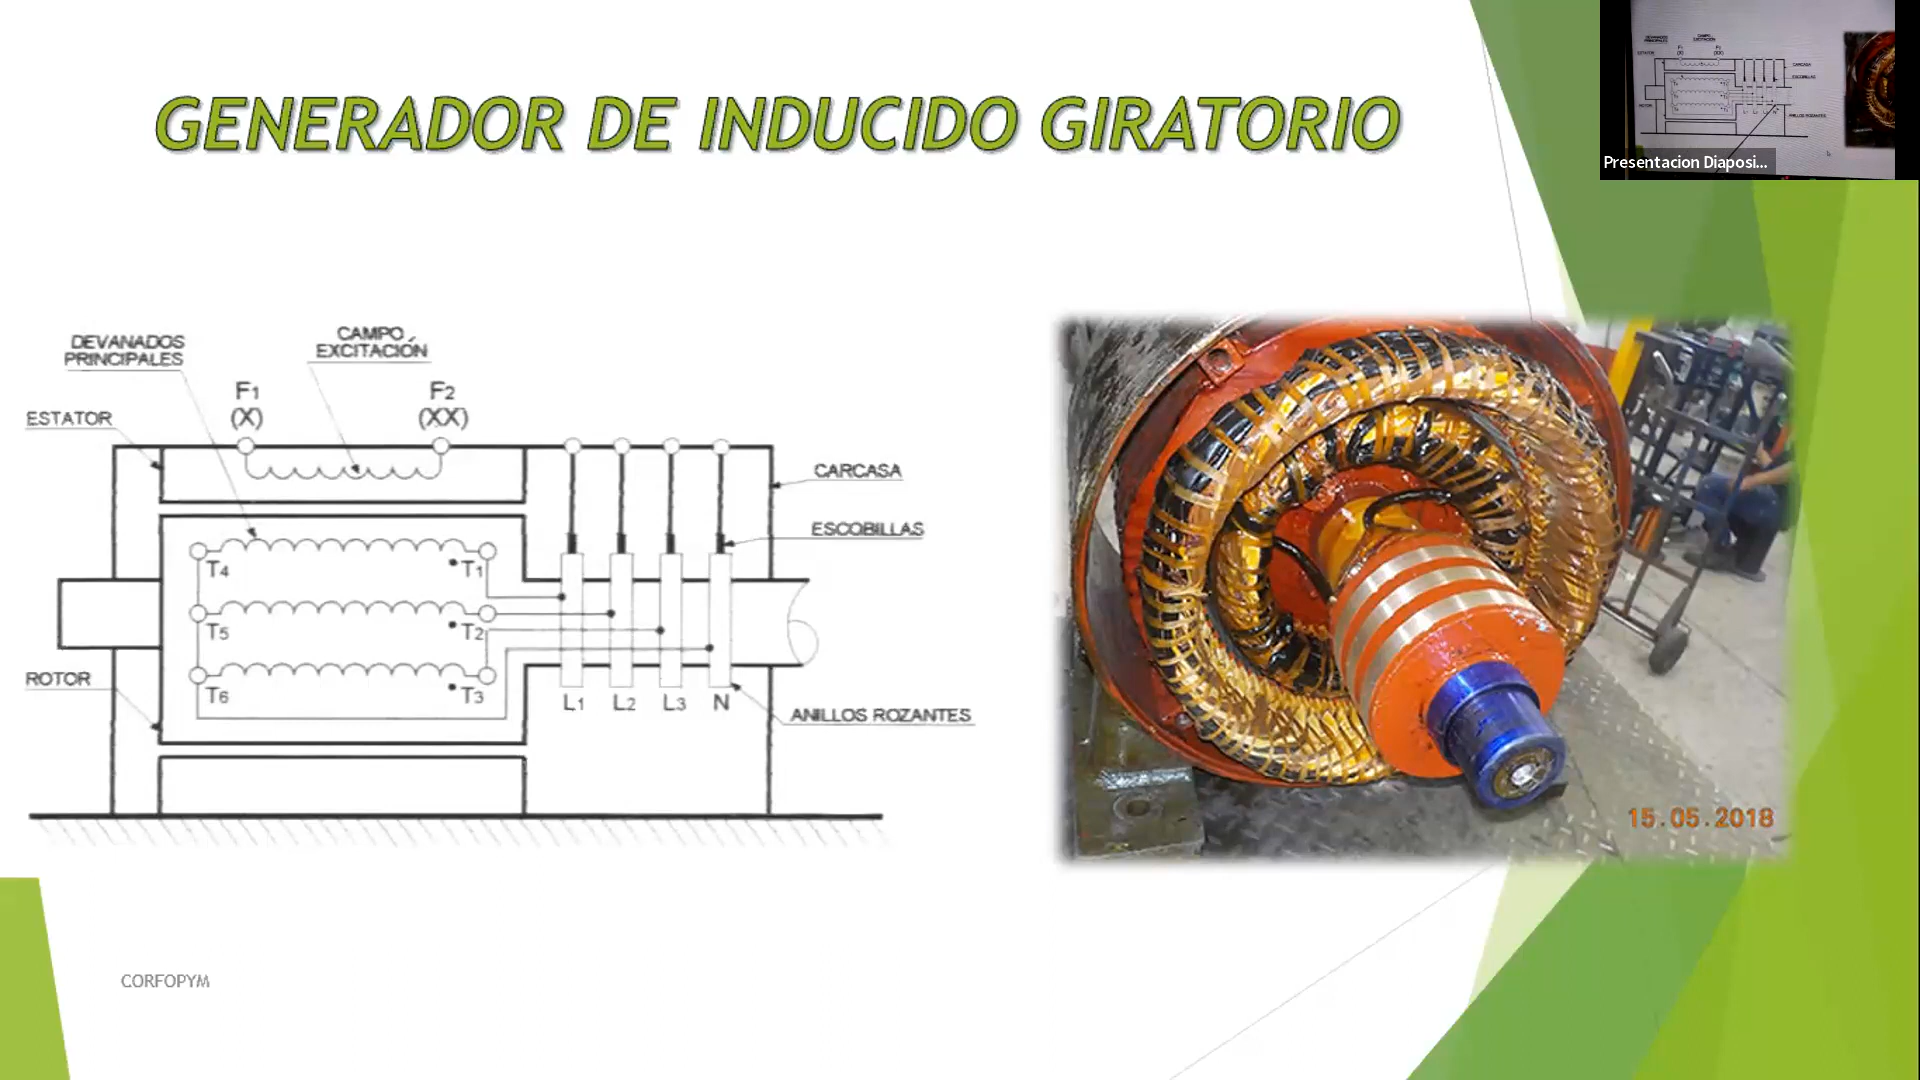 GENERADOR DE INDUCIDO GIRATORIO
Presentacion Diaposi...
DEVANADOS
PRINCIPALES
CAMPO
EXCITACIÓN
F1
(X)
F2
(XX)
ESTATOR
CARCASA
ESCOBILLAS
T4
T1
T5
T2
ROTOR
T6
T3
L1
L2
L3
N
ANILLOS ROZANTES
15.05.2018
CORFOPYM